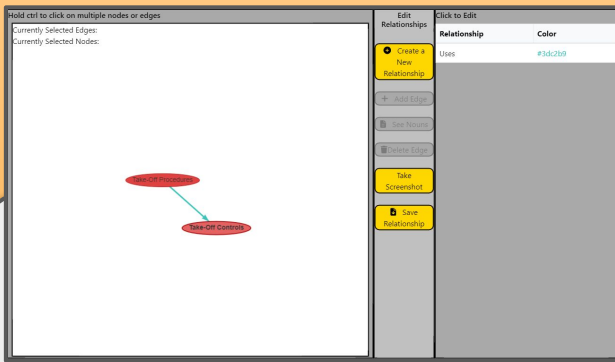 Hold ctrl to click on multiple nodes or edges
Currently Selected Edges:
Currently Selected Nodes:
Take-Off Procedures
Take-Off Controls
Edit
Relationships
Create a
New
Relationship
Add Edge
See Nouns
Delete Edge
Take
Screenshot
Save
Relationship
Click to Edit
Relationship Color
Uses #3dc2b9